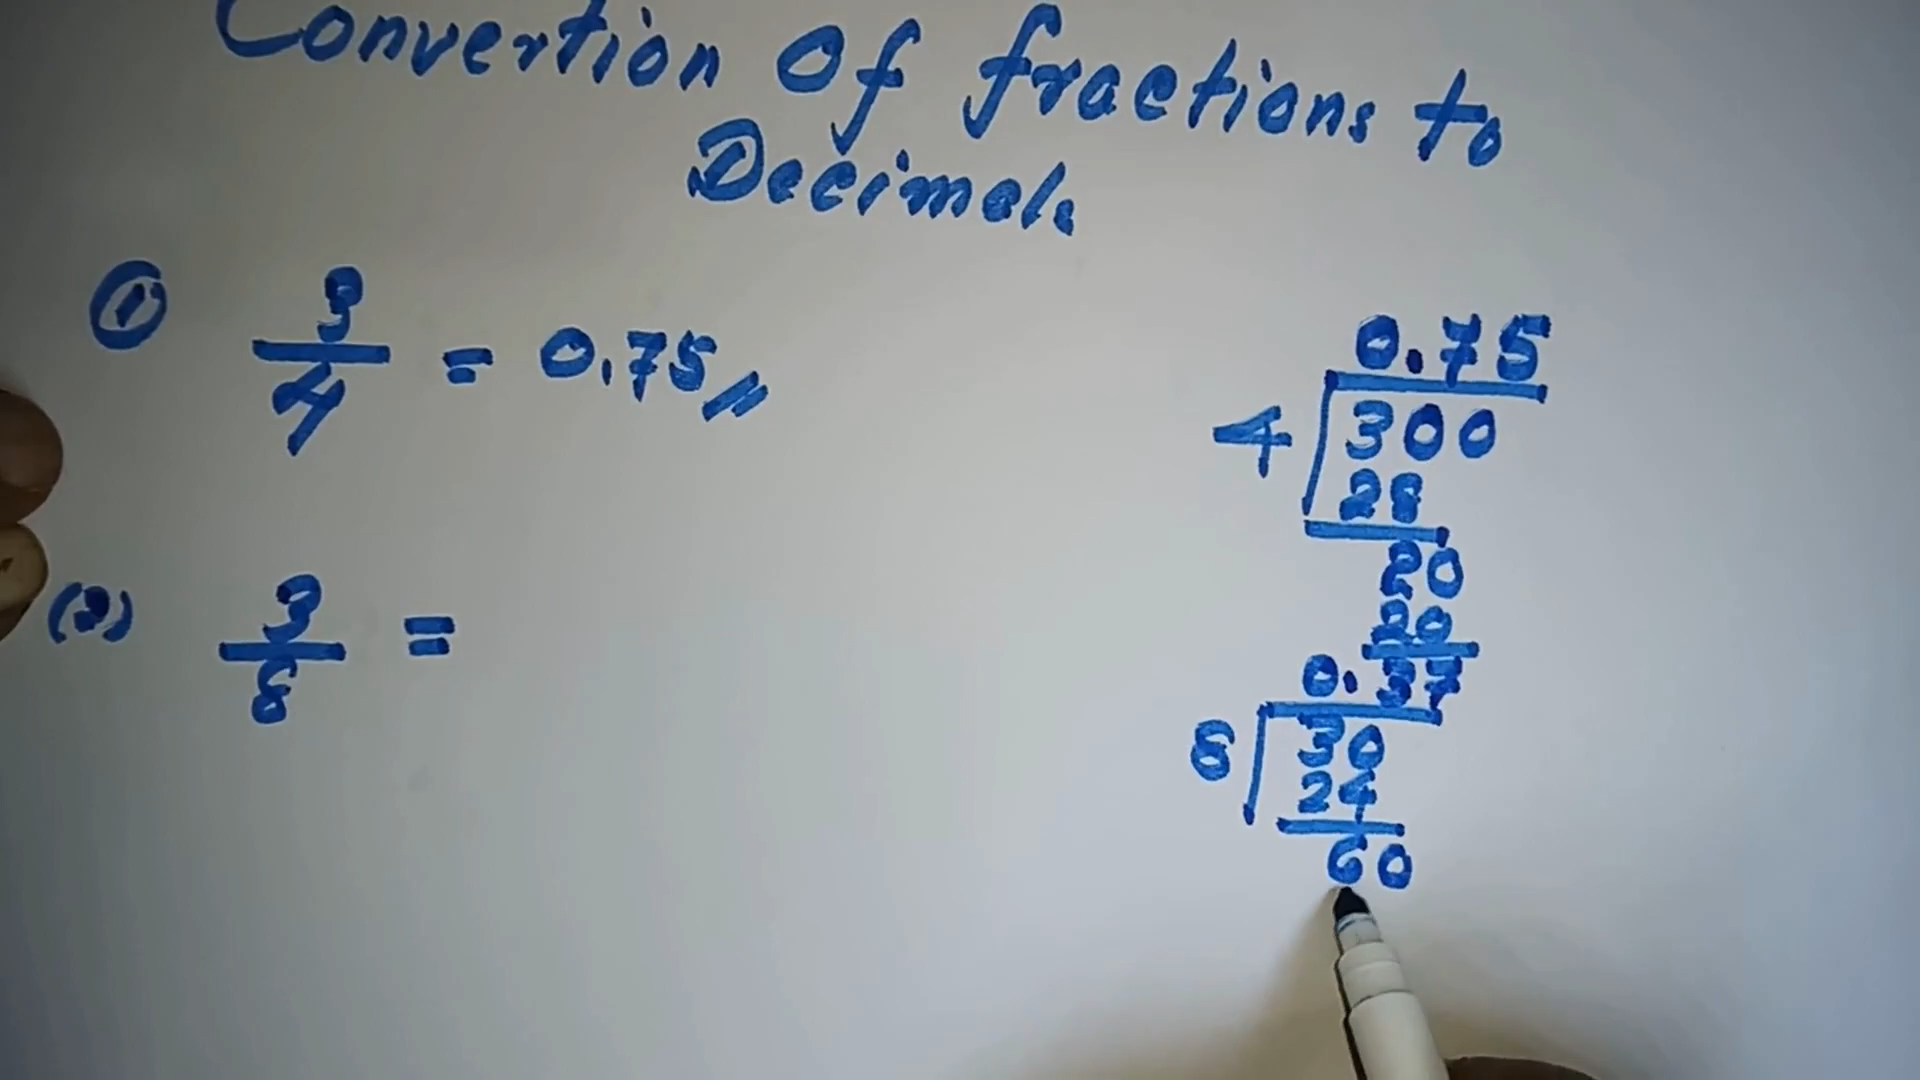 Convertion Of fractions to
Decimals
① 3/4 = 0.75
0.75
4 300
28
20
20
(2) 3/8 =
0.37
8 30
24
60